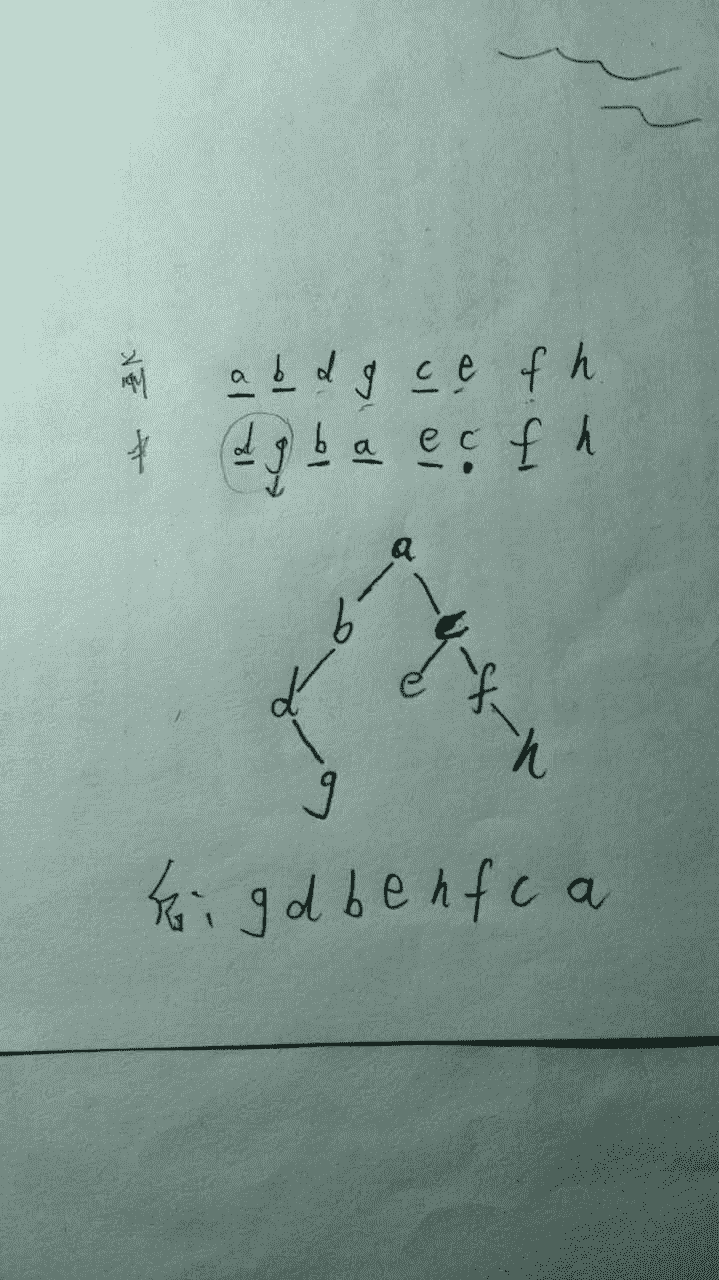 前 a b d g c e f h
中 d g b a e c f h
a
b c
d e f
g h
后: g d b e h f c a